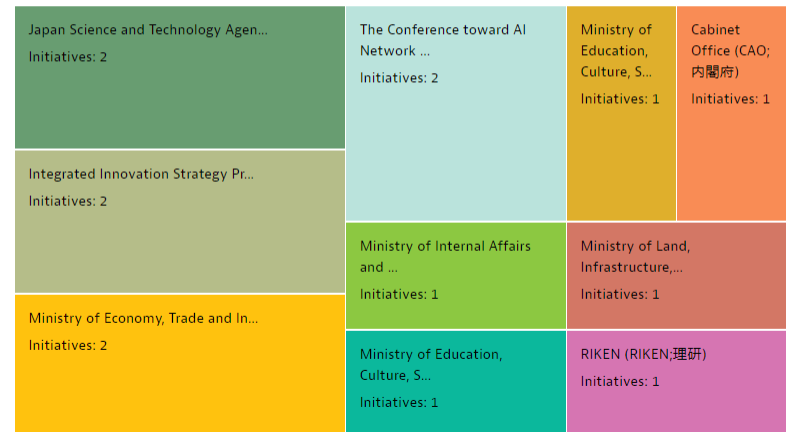 Japan Science and Technology Agen...
Initiatives: 2
Integrated Innovation Strategy Pr...
Initiatives: 2
Ministry of Economy, Trade and In...
Initiatives: 2
The Conference toward AI
Network ...
Initiatives: 2
Ministry of Internal Affairs
and ...
Initiatives: 1
Ministry of Education,
Culture, S...
Initiatives: 1
Ministry of
Education,
Culture, S...
Initiatives: 1
Cabinet
Office (CAO;
内閣府)
Initiatives: 1
Ministry of Land,
Infrastructure,...
Initiatives: 1
RIKEN (RIKEN;理研)
Initiatives: 1